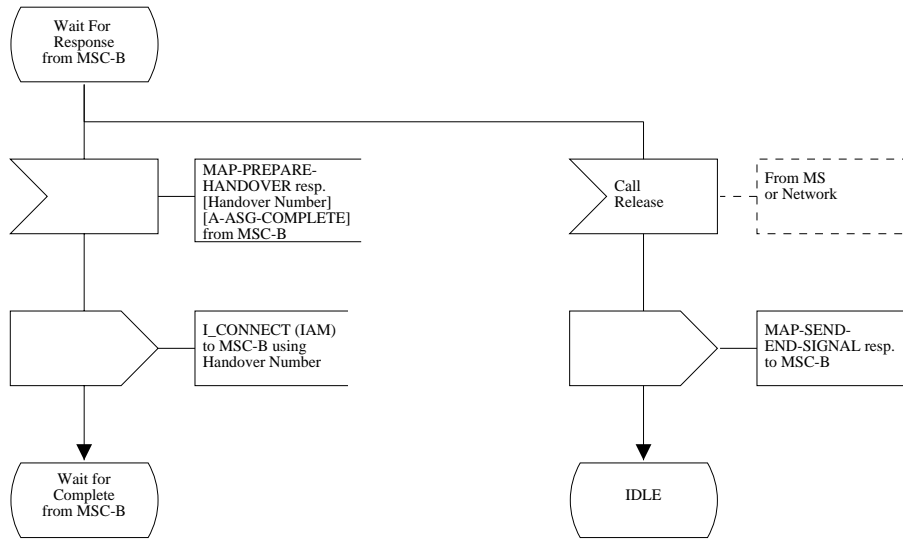 Wait For
Response
from MSC-B
MAP-PREPARE-
HANDOVER resp.
[Handover Number]
[A-ASG-COMPLETE]
from MSC-B
Call
Release
From MS
or Network
I_CONNECT (IAM)
to MSC-B using
Handover Number
MAP-SEND-
END-SIGNAL resp.
to MSC-B
Wait for
Complete
from MSC-B
IDLE